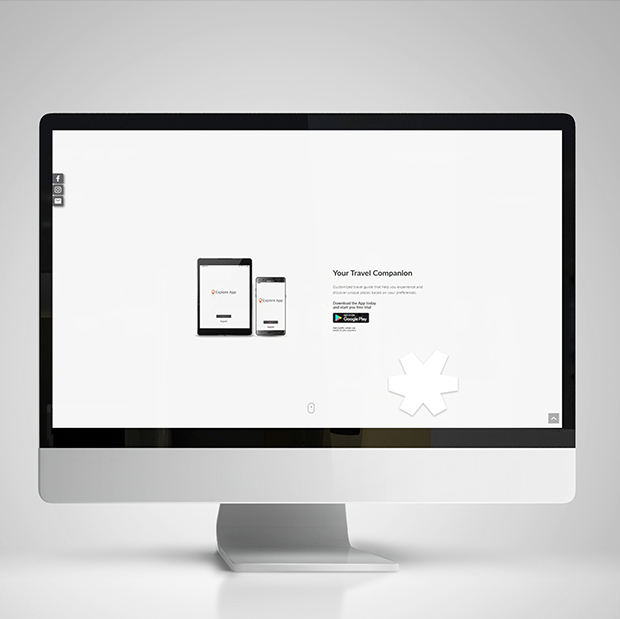 Explore App
Explore App
Your Travel Companion
Customized travel guide that help you experience and
discover unique places, based on your preferences.
Download the App today
and start you free trial
Google Play